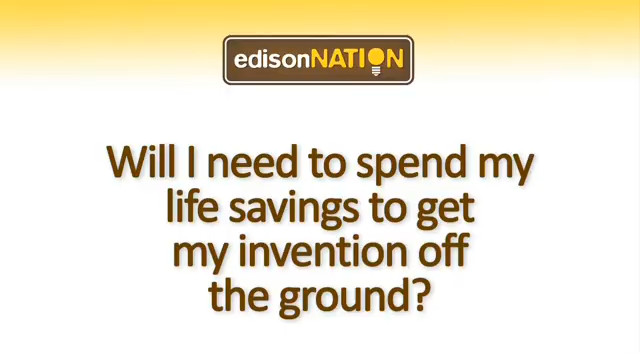 edisonNATION
Will I need to spend my
life savings to get
my invention off
the ground?